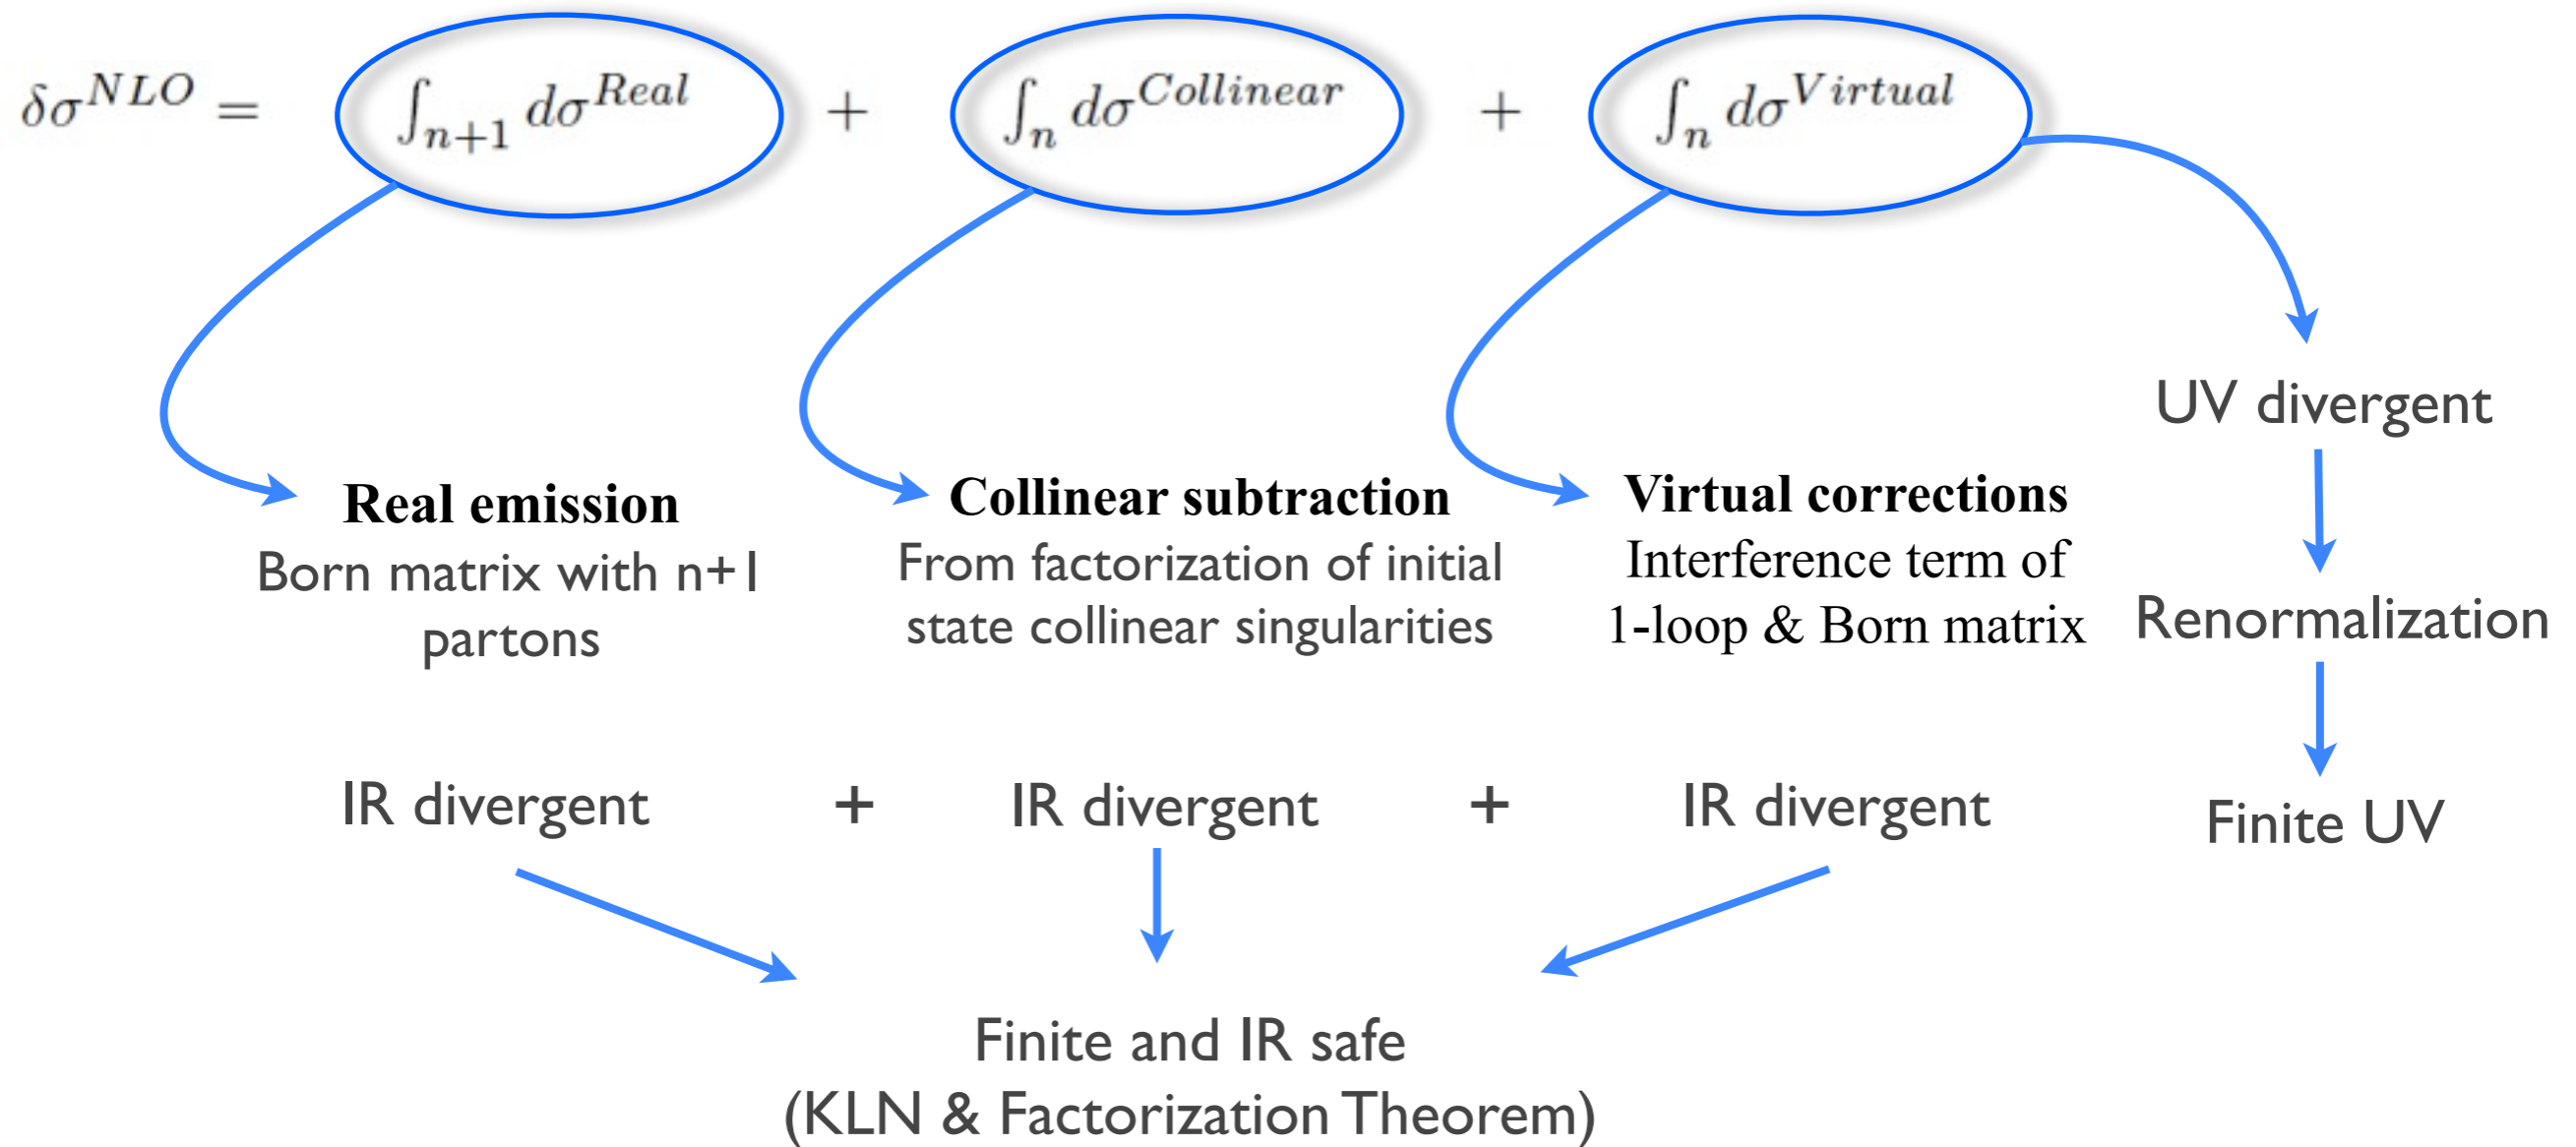 δσ^{NLO} = ∫_{n+1} dσ^{Real} + ∫_n dσ^{Collinear} + ∫_n dσ^{Virtual}
UV divergent
Real emission
Born matrix with n+1
partons
Collinear subtraction
From factorization of initial
state collinear singularities
Virtual corrections
Interference term of
1-loop & Born matrix
Renormalization
IR divergent + IR divergent + IR divergent
Finite UV
Finite and IR safe
(KLN & Factorization Theorem)